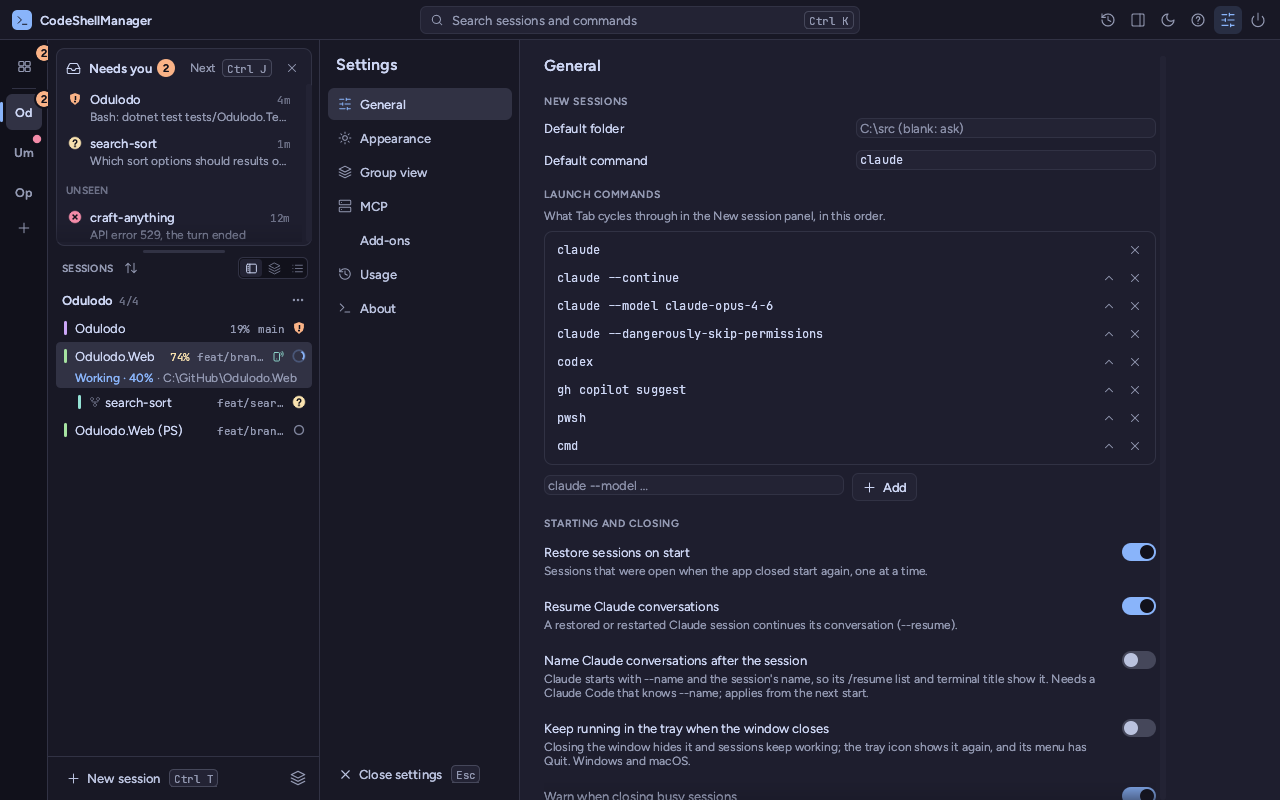 CodeShellManager
Search sessions and commands
Ctrl K
2
2
Od
Um
Op
Needs you 2 Next Ctrl J
Odulodo 4m
Bash: dotnet test tests/Odulodo.Te…
search-sort 1m
Which sort options should results o…
UNSEEN
craft-anything 12m
API error 529, the turn ended
SESSIONS
Odulodo 4/4
Odulodo 19% main
Odulodo.Web 74% feat/bran…
Working · 40% · C:\GitHub\Odulodo.Web
search-sort feat/sear…
Odulodo.Web (PS) feat/bran…
New session Ctrl T
Settings
General
Appearance
Group view
MCP
Add-ons
Usage
About
Close settings Esc
General
NEW SESSIONS
Default folder C:\src (blank: ask)
Default command claude
LAUNCH COMMANDS
What Tab cycles through in the New session panel, in this order.
claude
claude --continue
claude --model claude-opus-4-6
claude --dangerously-skip-permissions
codex
gh copilot suggest
pwsh
cmd
claude --model ...
Add
STARTING AND CLOSING
Restore sessions on start
Sessions that were open when the app closed start again, one at a time.
Resume Claude conversations
A restored or restarted Claude session continues its conversation (--resume).
Name Claude conversations after the session
Claude starts with --name and the session's name, so its /resume list and terminal title show it. Needs a
Claude Code that knows --name; applies from the next start.
Keep running in the tray when the window closes
Closing the window hides it and sessions keep working; the tray icon shows it again, and its menu has
Quit. Windows and macOS.
Warn when closing busy sessions